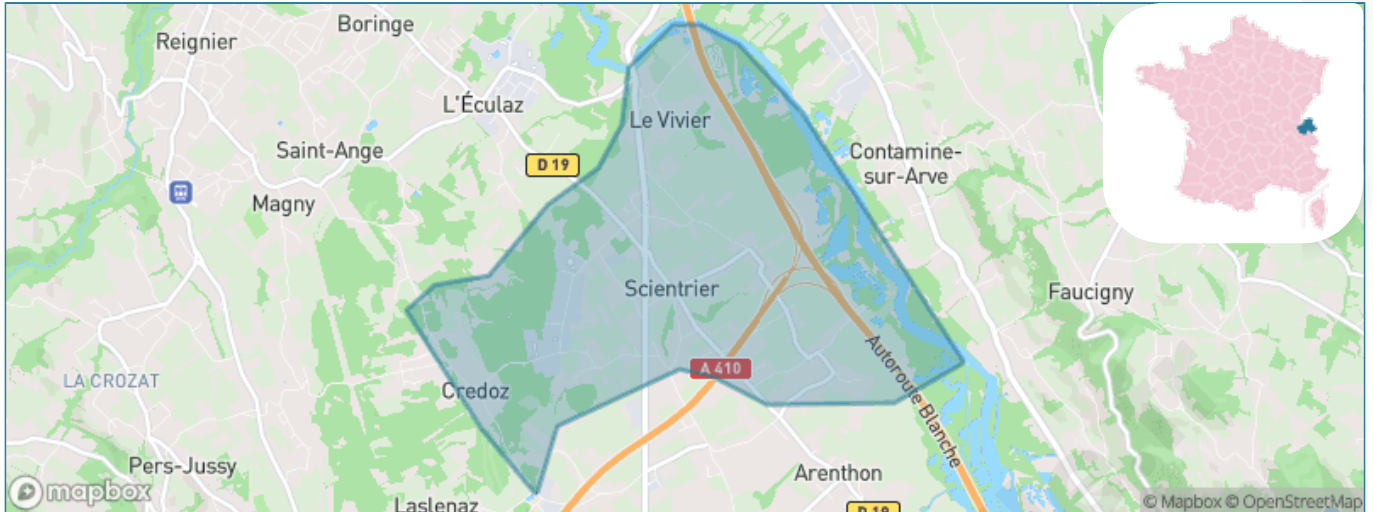 Boringe
Reignier
L'Éculaz
Le Vivier
Saint-Ange
D 19
Contamine-
sur-Arve
Magny
Scientrier
Faucigny
A 410
Autoroute Blanche
LA CROZAT
Credoz
Pers-Jussy
Arenthon
mapbox
Laslenaz
D 19
© Mapbox © OpenStreetMap